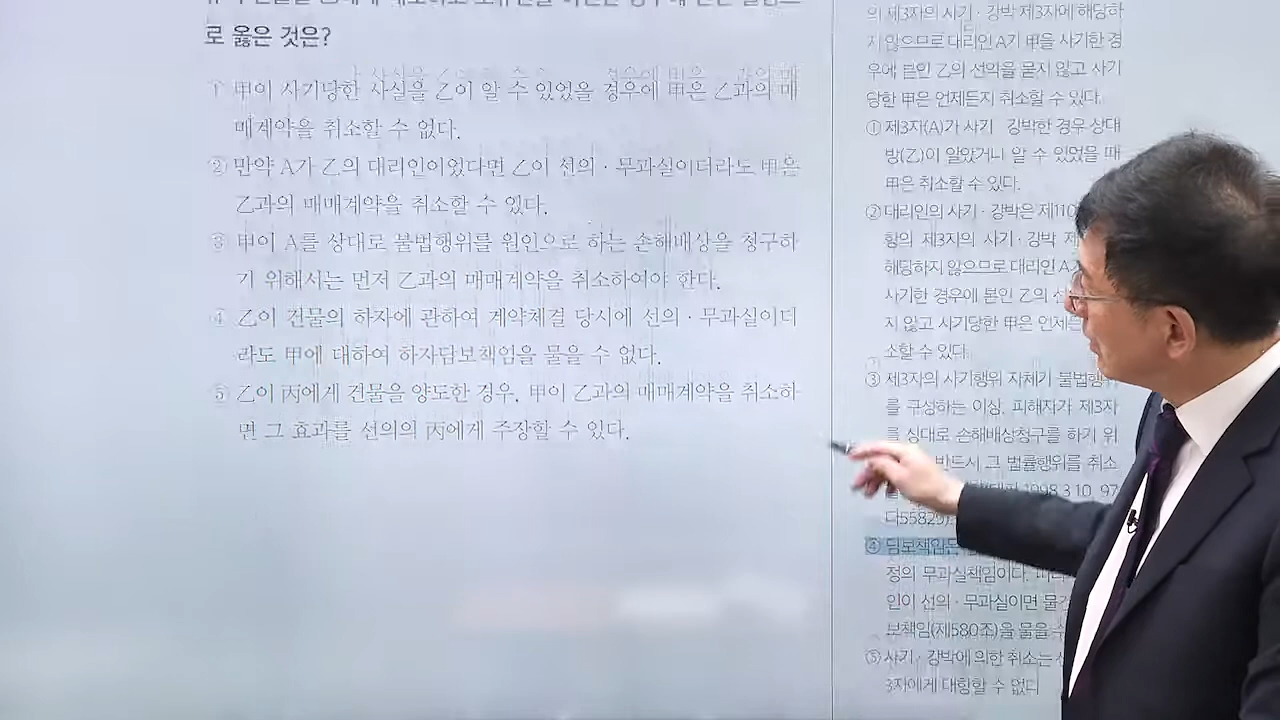 로 옳은 것은?
① 甲이 사기당한 사실을 乙이 알 수 있었을 경우에 甲은 乙과의 매
매계약을 취소할 수 없다.
② 만약 A가 乙의 대리인이었다면 乙이 선의·무과실이더라도 甲은
乙과의 매매계약을 취소할 수 있다.
③ 甲이 A를 상대로 불법행위를 원인으로 하는 손해배상을 청구하
기 위해서는 먼저 乙과의 매매계약을 취소하여야 한다.
④ 乙이 건물의 하자에 관하여 계약체결 당시에 선의·무과실이더
라도 甲에 대하여 하자담보책임을 물을 수 없다.
⑤ 乙이 丙에게 건물을 양도한 경우, 甲이 乙과의 매매계약을 취소하
면 그 효과를 선의의 丙에게 주장할 수 있다.
의 제3자의 사기·강박 제3자에 해당하
지 않으므로 대리인 A가 甲을 사기한 경
우에 본인 乙의 선악을 묻지 않고 사기
당한 甲은 언제든지 취소할 수 있다.
① 제3자(A)가 사기·강박한 경우 상대
방(乙)이 알았거나 알 수 있었을 때
甲은 취소할 수 있다.
② 대리인의 사기·강박은 제110
항의 제3자의 사기·강박 제
해당하지 않으므로 대리인 A
사기한 경우에 본인 乙의
지 않고 사기당한 甲은 언제든
소할 수 있다.
③ 제3자의 사기행위 자체가 불법행위
를 구성하는 이상, 피해자가 제3자
를 상대로 손해배상청구를 하기 위
반드시 그 법률행위를 취소
1998.3.10. 97
다55829
④ 담보책임은
정의 무과실책임이다.
인이 선의·무과실이면
보책임(제580조)을 물을 수
⑤ 사기·강박에 의한 취소는
3자에게 대항할 수 없다